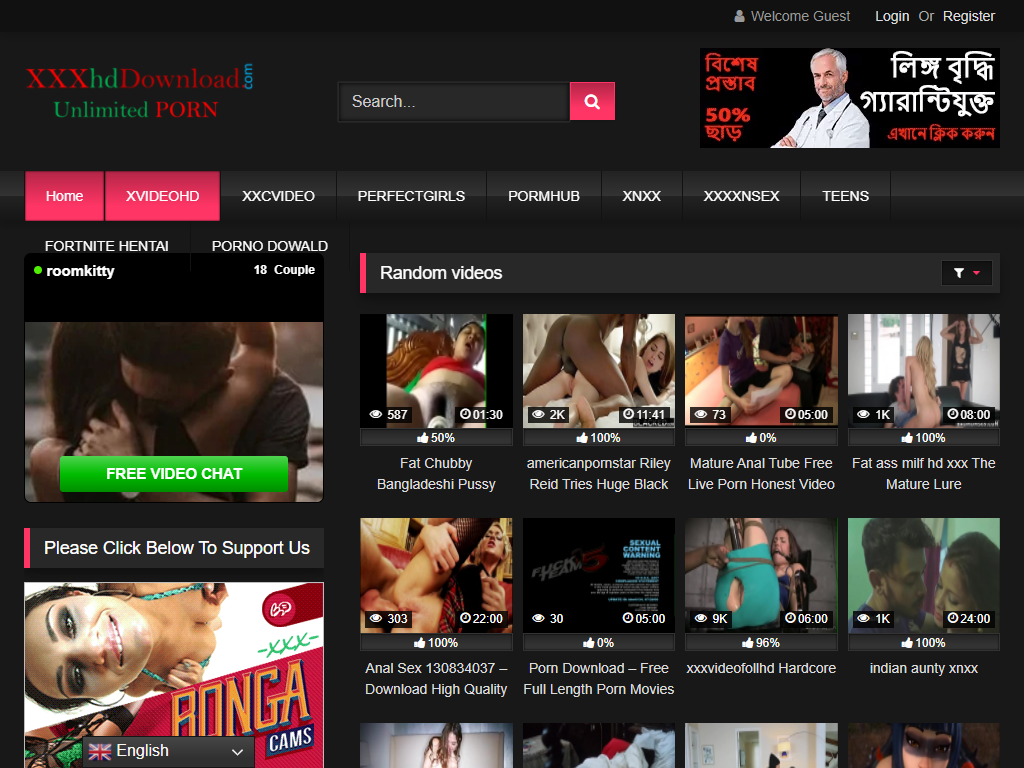 Welcome Guest Login Or Register
XXXhdDownload.com
Unlimited PORN
Search...
বিশেষ
প্রস্তাব
50%
ছাড়
লিঙ্গ বৃদ্ধি
গ্যারান্টিযুক্ত
এখানে ক্লিক করুন
Home XVIDEOHD XXCVIDEO PERFECTGIRLS PORMHUB XNXX XXXXNSEX TEENS
FORTNITE HENTAI PORNO DOWALD
roomkitty 18 Couple
FREE VIDEO CHAT
Please Click Below To Support Us
-XXX-
BONGA
CAMS
English
Random videos
587 01:30
50%
Fat Chubby
Bangladeshi Pussy
2K 11:41
100%
americanpornstar Riley
Reid Tries Huge Black
73 05:00
0%
Mature Anal Tube Free
Live Porn Honest Video
1K 08:00
100%
Fat ass milf hd xxx The
Mature Lure
303 22:00
100%
Anal Sex 130834037 –
Download High Quality
SEXUAL
CONTENT
WARNING
30 05:00
0%
Porn Download – Free
Full Length Porn Movies
9K 06:00
96%
xxxvideofollhd Hardcore
1K 24:00
100%
indian aunty xnxx